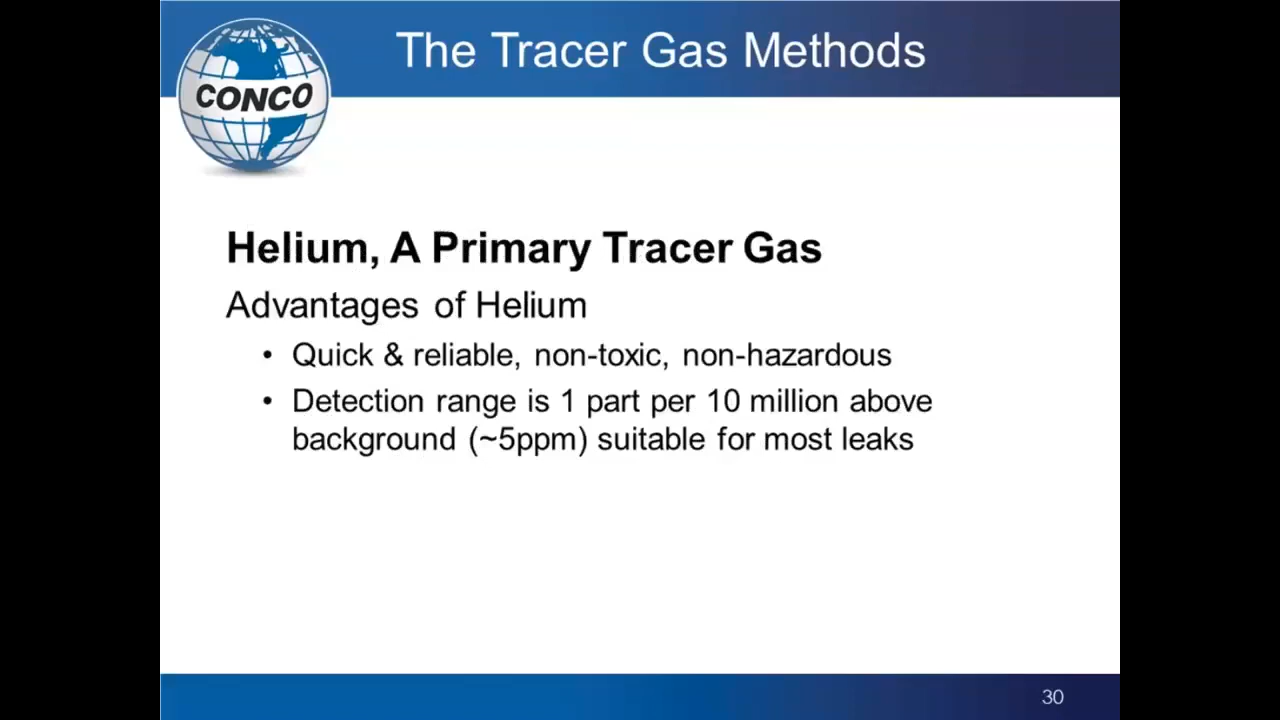 The Tracer Gas Methods
CONCO
Helium, A Primary Tracer Gas
Advantages of Helium
• Quick & reliable, non-toxic, non-hazardous
• Detection range is 1 part per 10 million above
background (~5ppm) suitable for most leaks
30